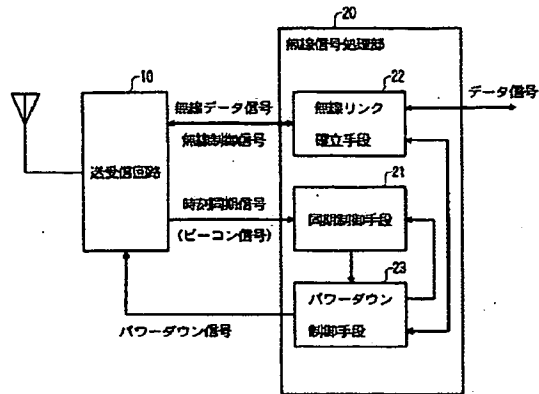 20
無線信号処理部
10
22
データ信号
無線データ信号
無線リンク
確立手段
無線制御信号
送受信回路
21
時刻同期信号
同期制御手段
(ビーコン信号)
23
パワーダウン
制御手段
パワーダウン信号